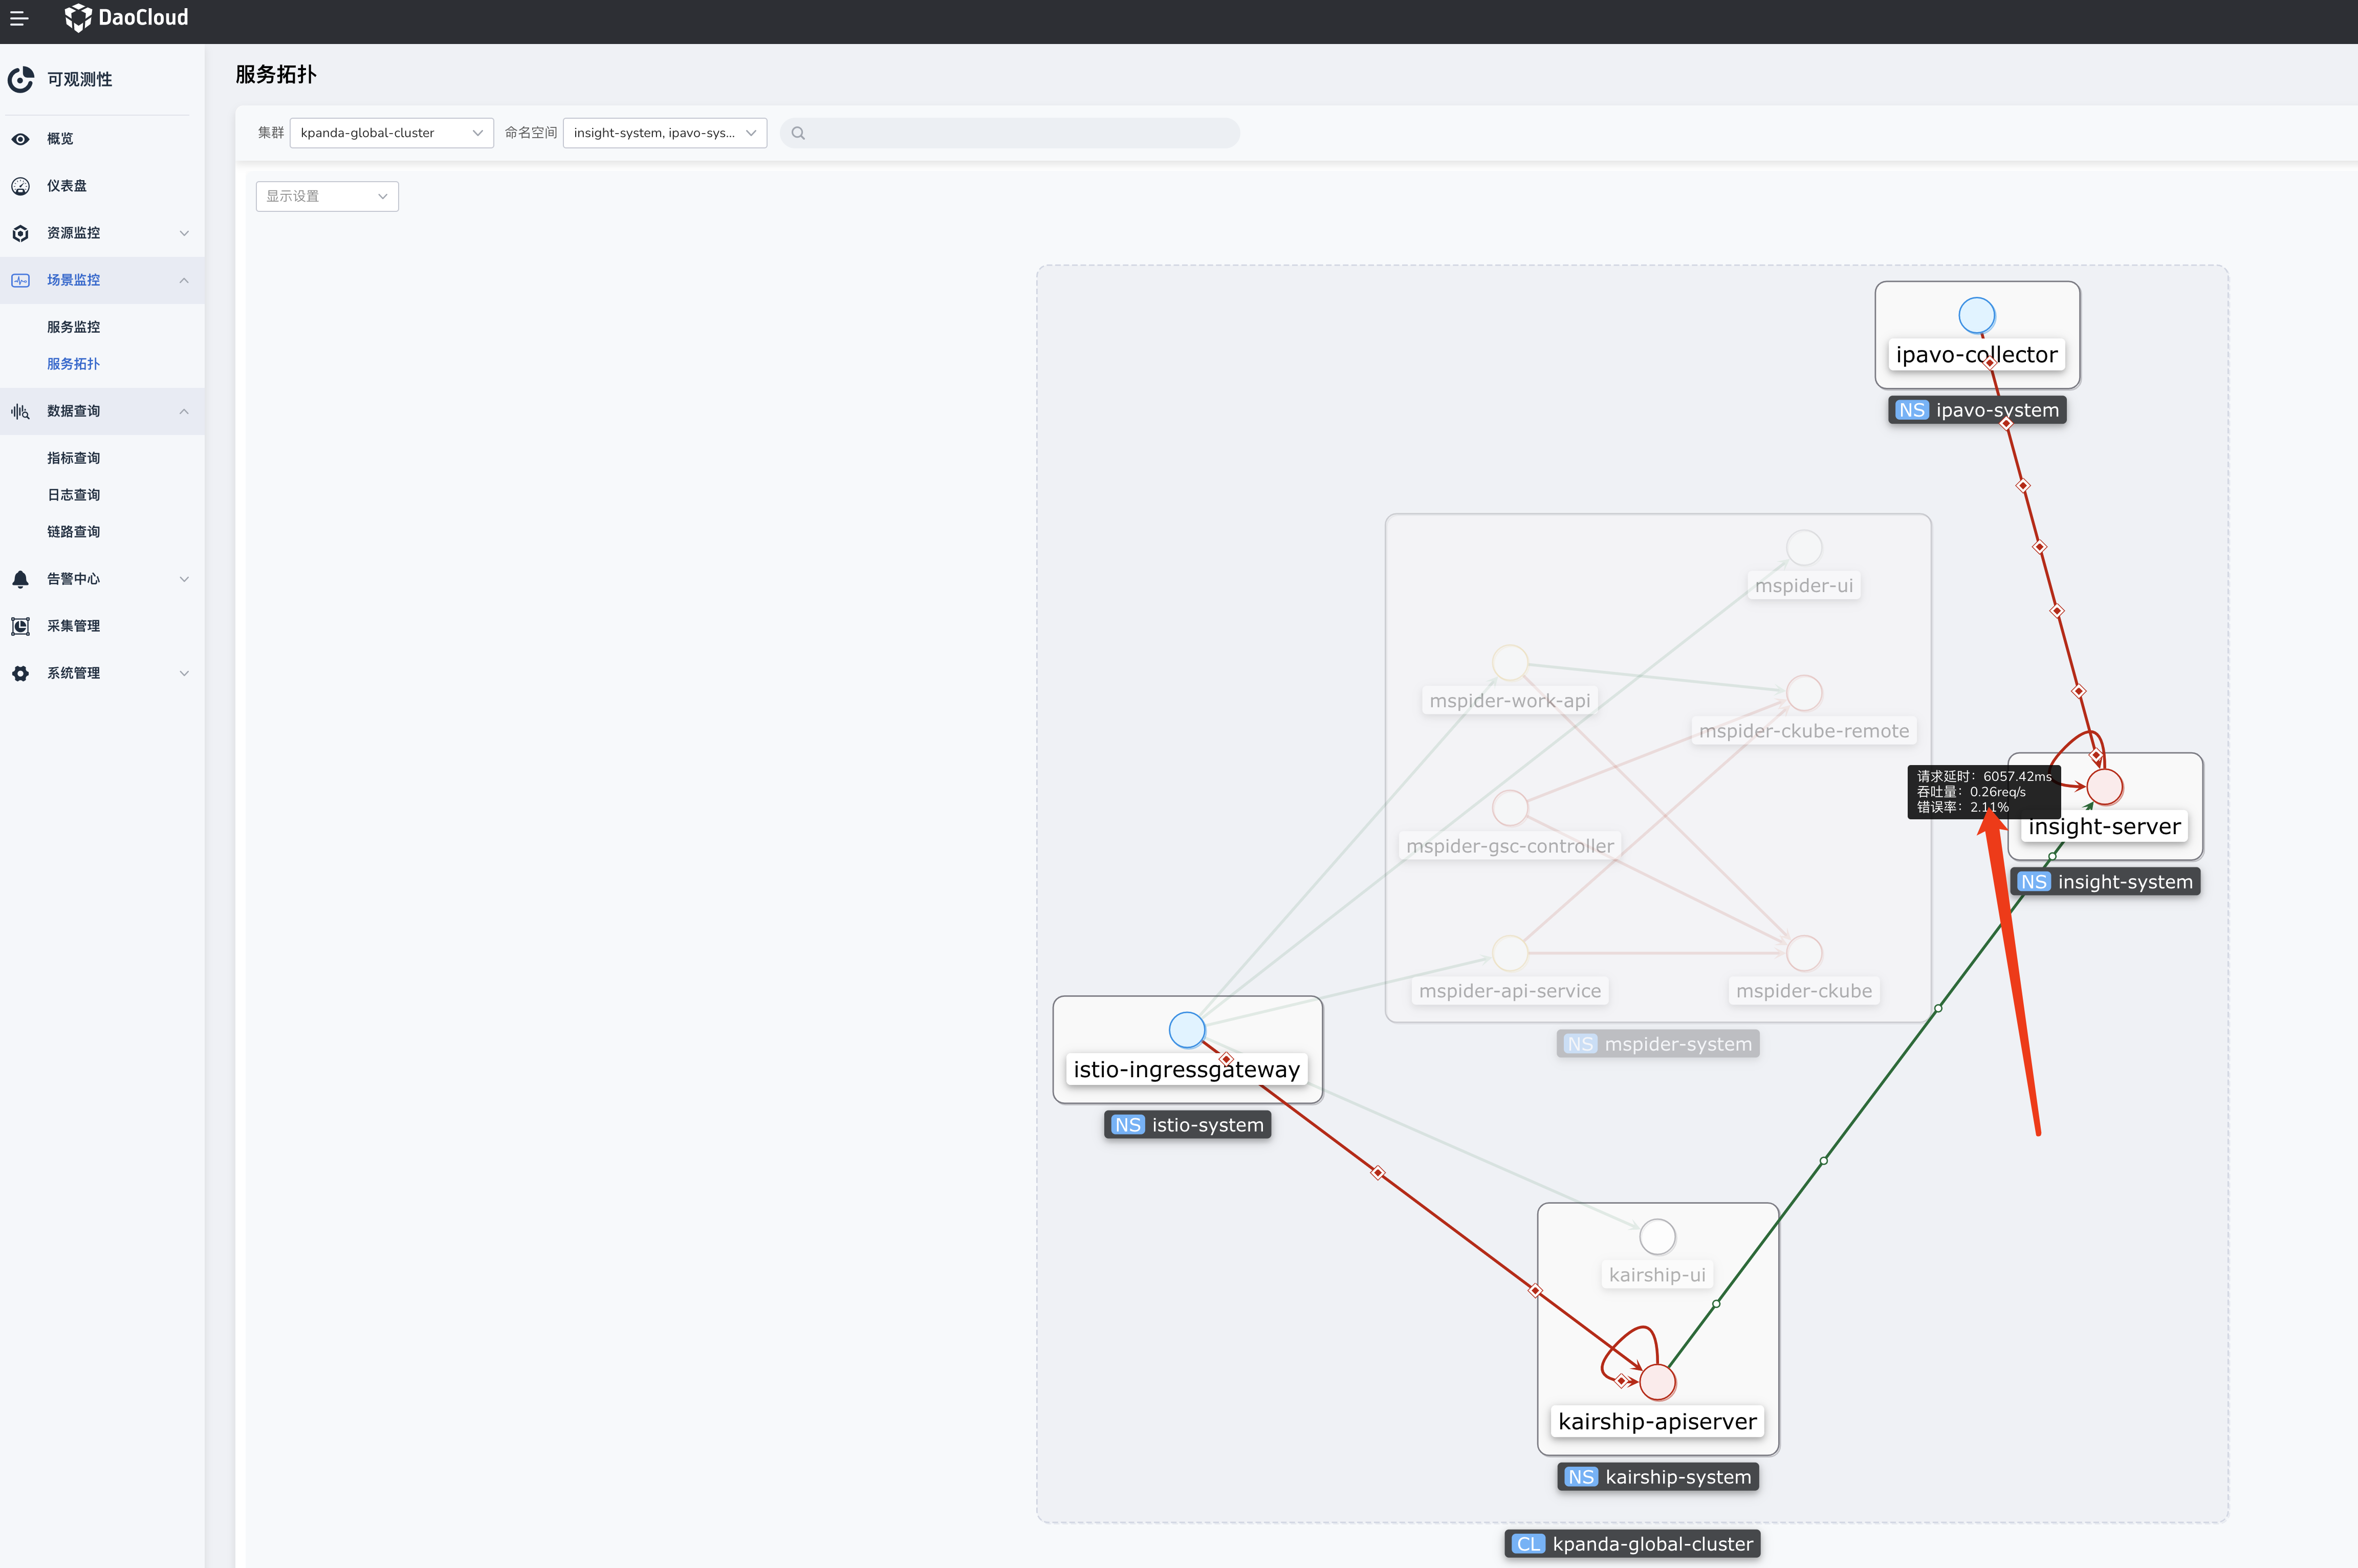 DaoCloud
可观测性
概览
仪表盘
资源监控
场景监控
服务监控
服务拓扑
数据查询
指标查询
日志查询
链路查询
告警中心
采集管理
系统管理
服务拓扑
集群 kpanda-global-cluster 命名空间 insight-system, ipavo-sys...
显示设置
ipavo-collector
NS ipavo-system
mspider-ui
mspider-work-api
mspider-ckube-remote
请求延时：6057.42ms
吞吐量：0.26req/s
错误率：2.11%
insight-server
mspider-gsc-controller
NS insight-system
mspider-api-service
mspider-ckube
NS mspider-system
istio-ingressgateway
NS istio-system
kairship-ui
kairship-apiserver
NS kairship-system
CL kpanda-global-cluster